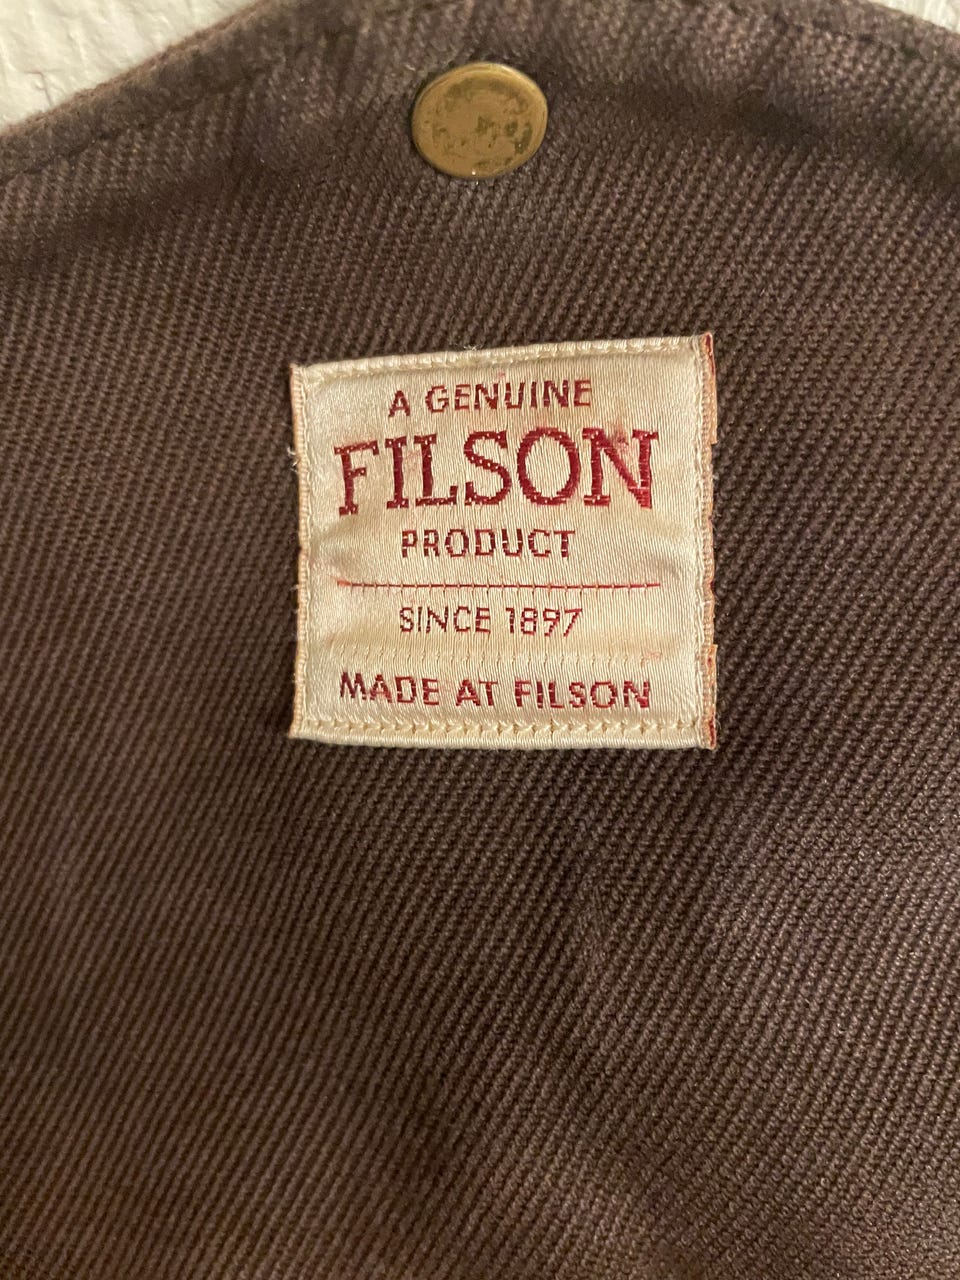 A GENUINE
FILSON
PRODUCT
SINCE 1897
MADE AT FILSON